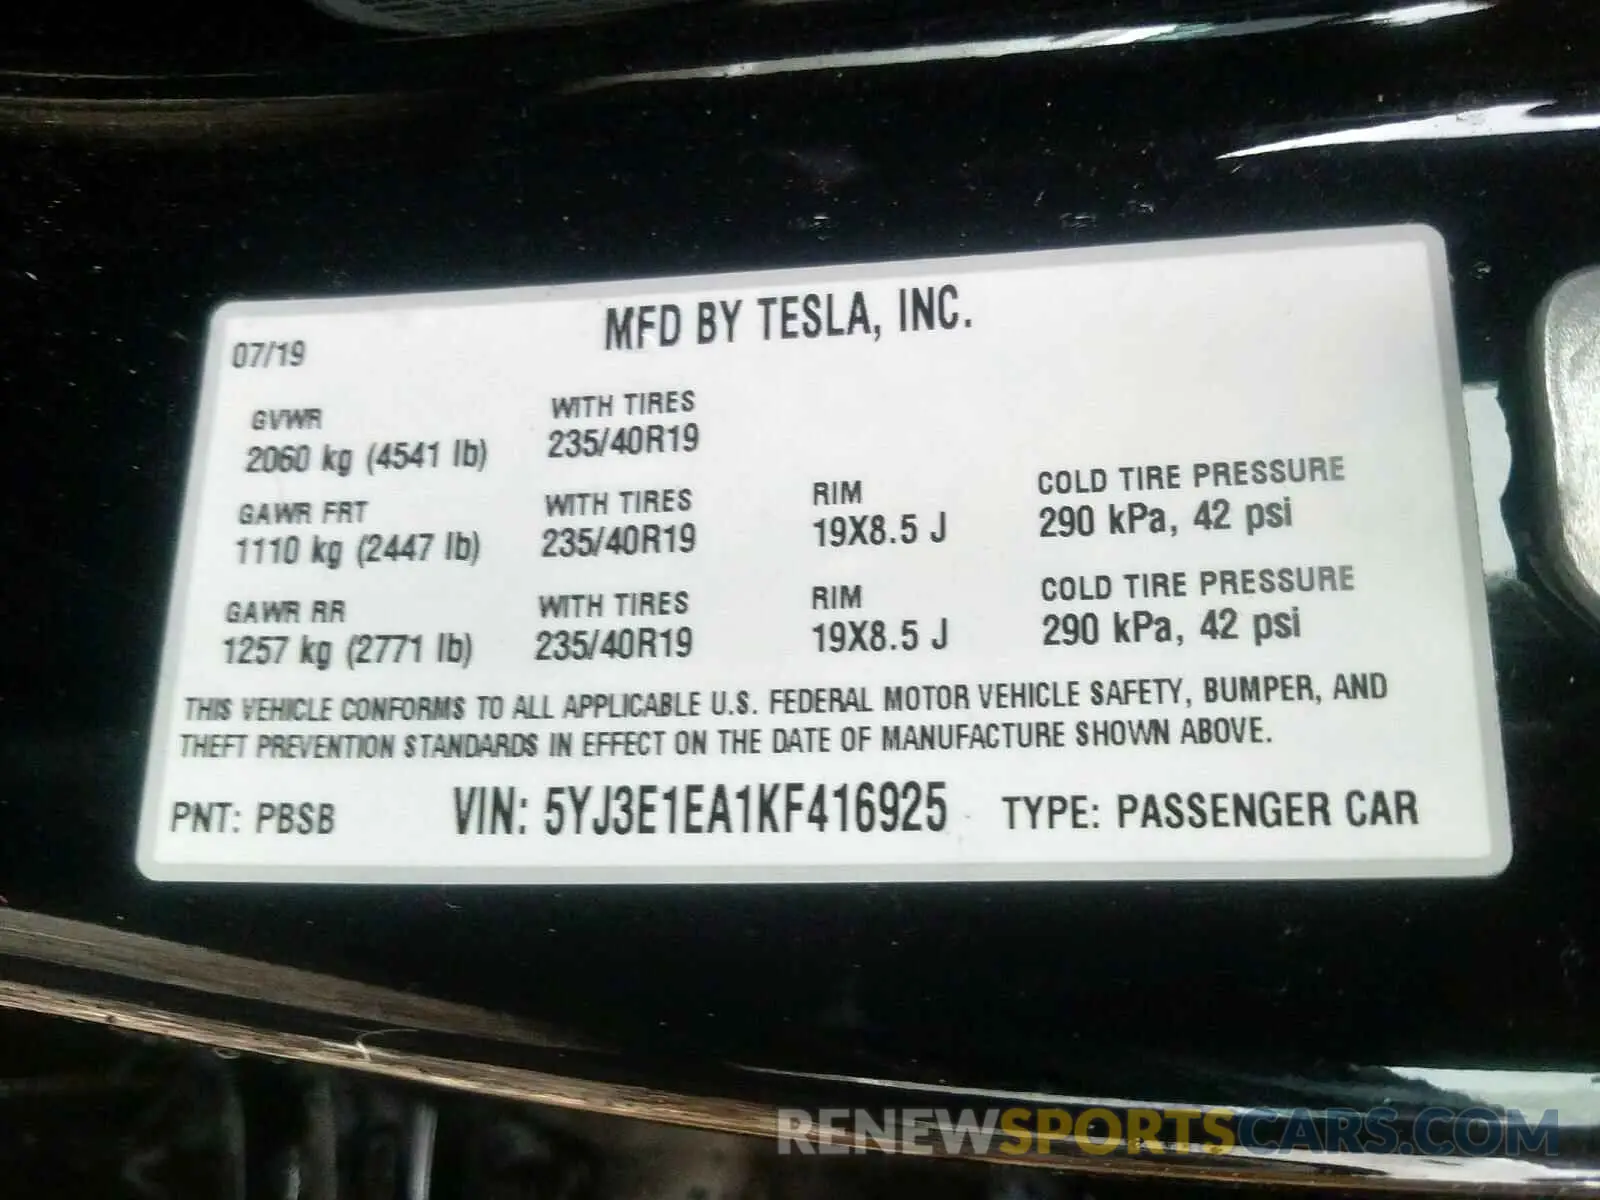 MFD BY TESLA, INC.
07/19
GVWR WITH TIRES
2060 kg (4541 lb) 235/40R19
GAWR FRT WITH TIRES RIM COLD TIRE PRESSURE
1110 kg (2447 lb) 235/40R19 19X8.5 J 290 kPa, 42 psi
GAWR RR WITH TIRES RIM COLD TIRE PRESSURE
1257 kg (2771 lb) 235/40R19 19X8.5 J 290 kPa, 42 psi
THIS VEHICLE CONFORMS TO ALL APPLICABLE U.S. FEDERAL MOTOR VEHICLE SAFETY, BUMPER, AND
THEFT PREVENTION STANDARDS IN EFFECT ON THE DATE OF MANUFACTURE SHOWN ABOVE.
PNT: PBSB VIN: 5YJ3E1EA1KF416925 TYPE: PASSENGER CAR
RENEWSPORTSCARS.COM